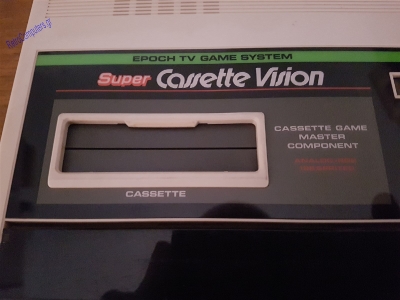 EPOCH TV GAME SYSTEM
Super Cassette Vision
CASSETTE GAME
MASTER
COMPONENT
CASSETTE